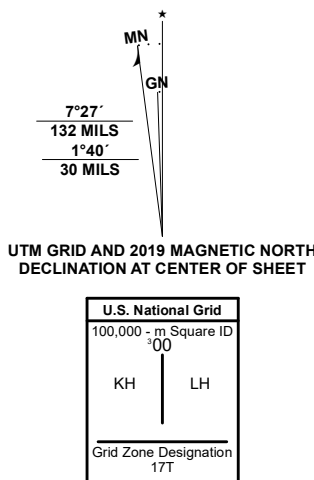 ★
MN
GN
7°27´
132 MILS
1°40´
30 MILS
UTM GRID AND 2019 MAGNETIC NORTH
DECLINATION AT CENTER OF SHEET
U.S. National Grid
100,000 - m Square ID
³00
KH LH
Grid Zone Designation
17T